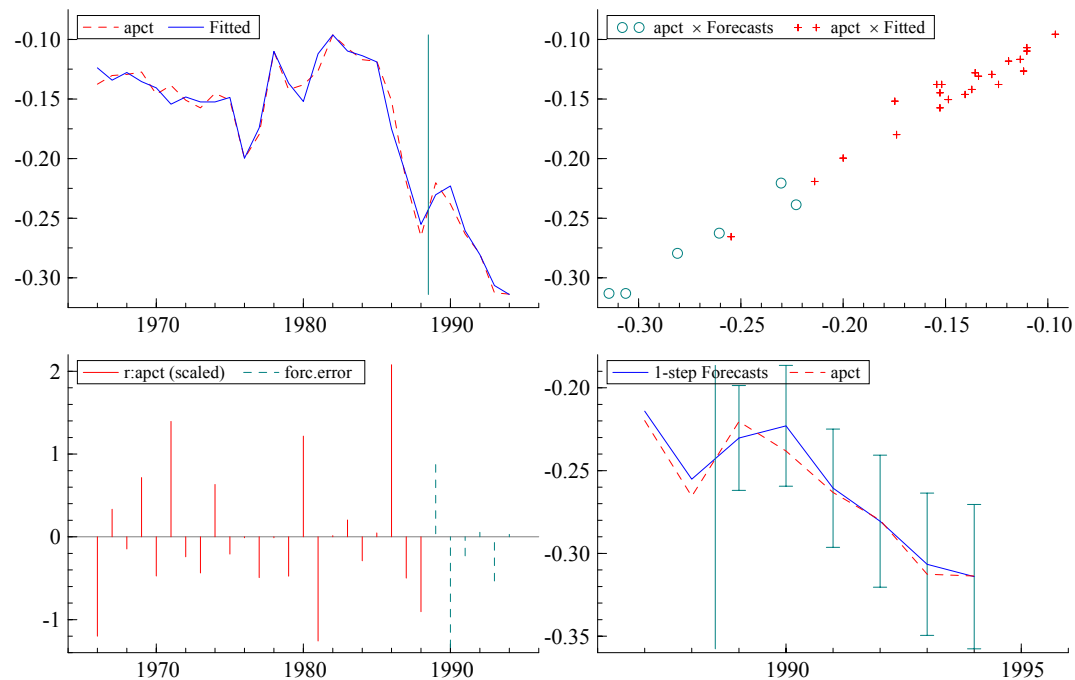 apct Fitted
-0.10
-0.15
-0.20
-0.25
-0.30
1970 1980 1990
apct × Forecasts apct × Fitted
-0.10
-0.15
-0.20
-0.25
-0.30
-0.30 -0.25 -0.20 -0.15 -0.10
r:apct (scaled) forc.error
2
1
0
-1
1970 1980 1990
1-step Forecasts apct
-0.20
-0.25
-0.30
-0.35
1990 1995